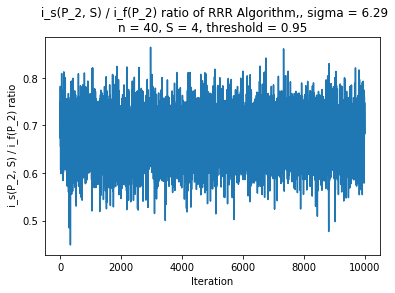 i_s(P_2, S) / i_f(P_2) ratio of RRR Algorithm,, sigma = 6.29
n = 40, S = 4, threshold = 0.95
i_s(P_2, S) / i_f(P_2) ratio
0.8
0.7
0.6
0.5
0 2000 4000 6000 8000 10000
Iteration